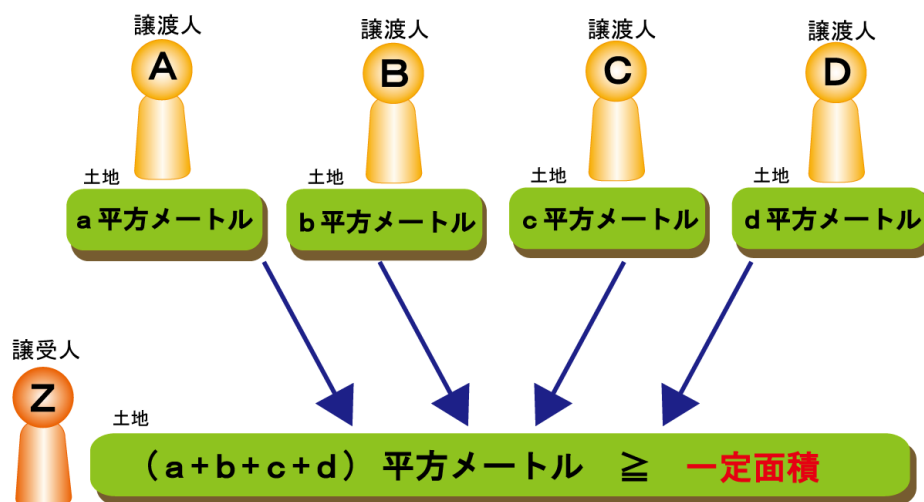 譲渡人 譲渡人 譲渡人 譲渡人
A B C D
土地 土地 土地 土地
a平方メートル b平方メートル c平方メートル d平方メートル
譲受人
Z
土地
（a+b+c+d）平方メートル ≧ 一定面積